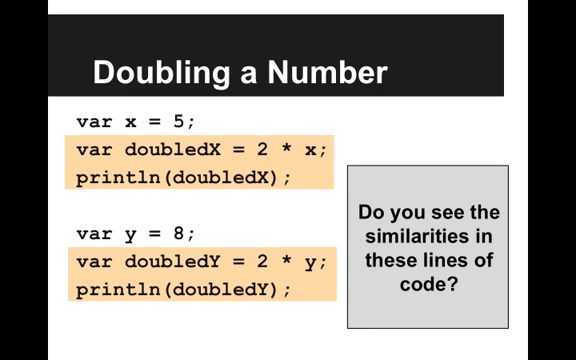 Doubling a Number
var x = 5;
var doubledX = 2 * x;
println(doubledX);
var y = 8;
var doubledY = 2 * y;
println(doubledY);
Do you see the
similarities in
these lines of
code?